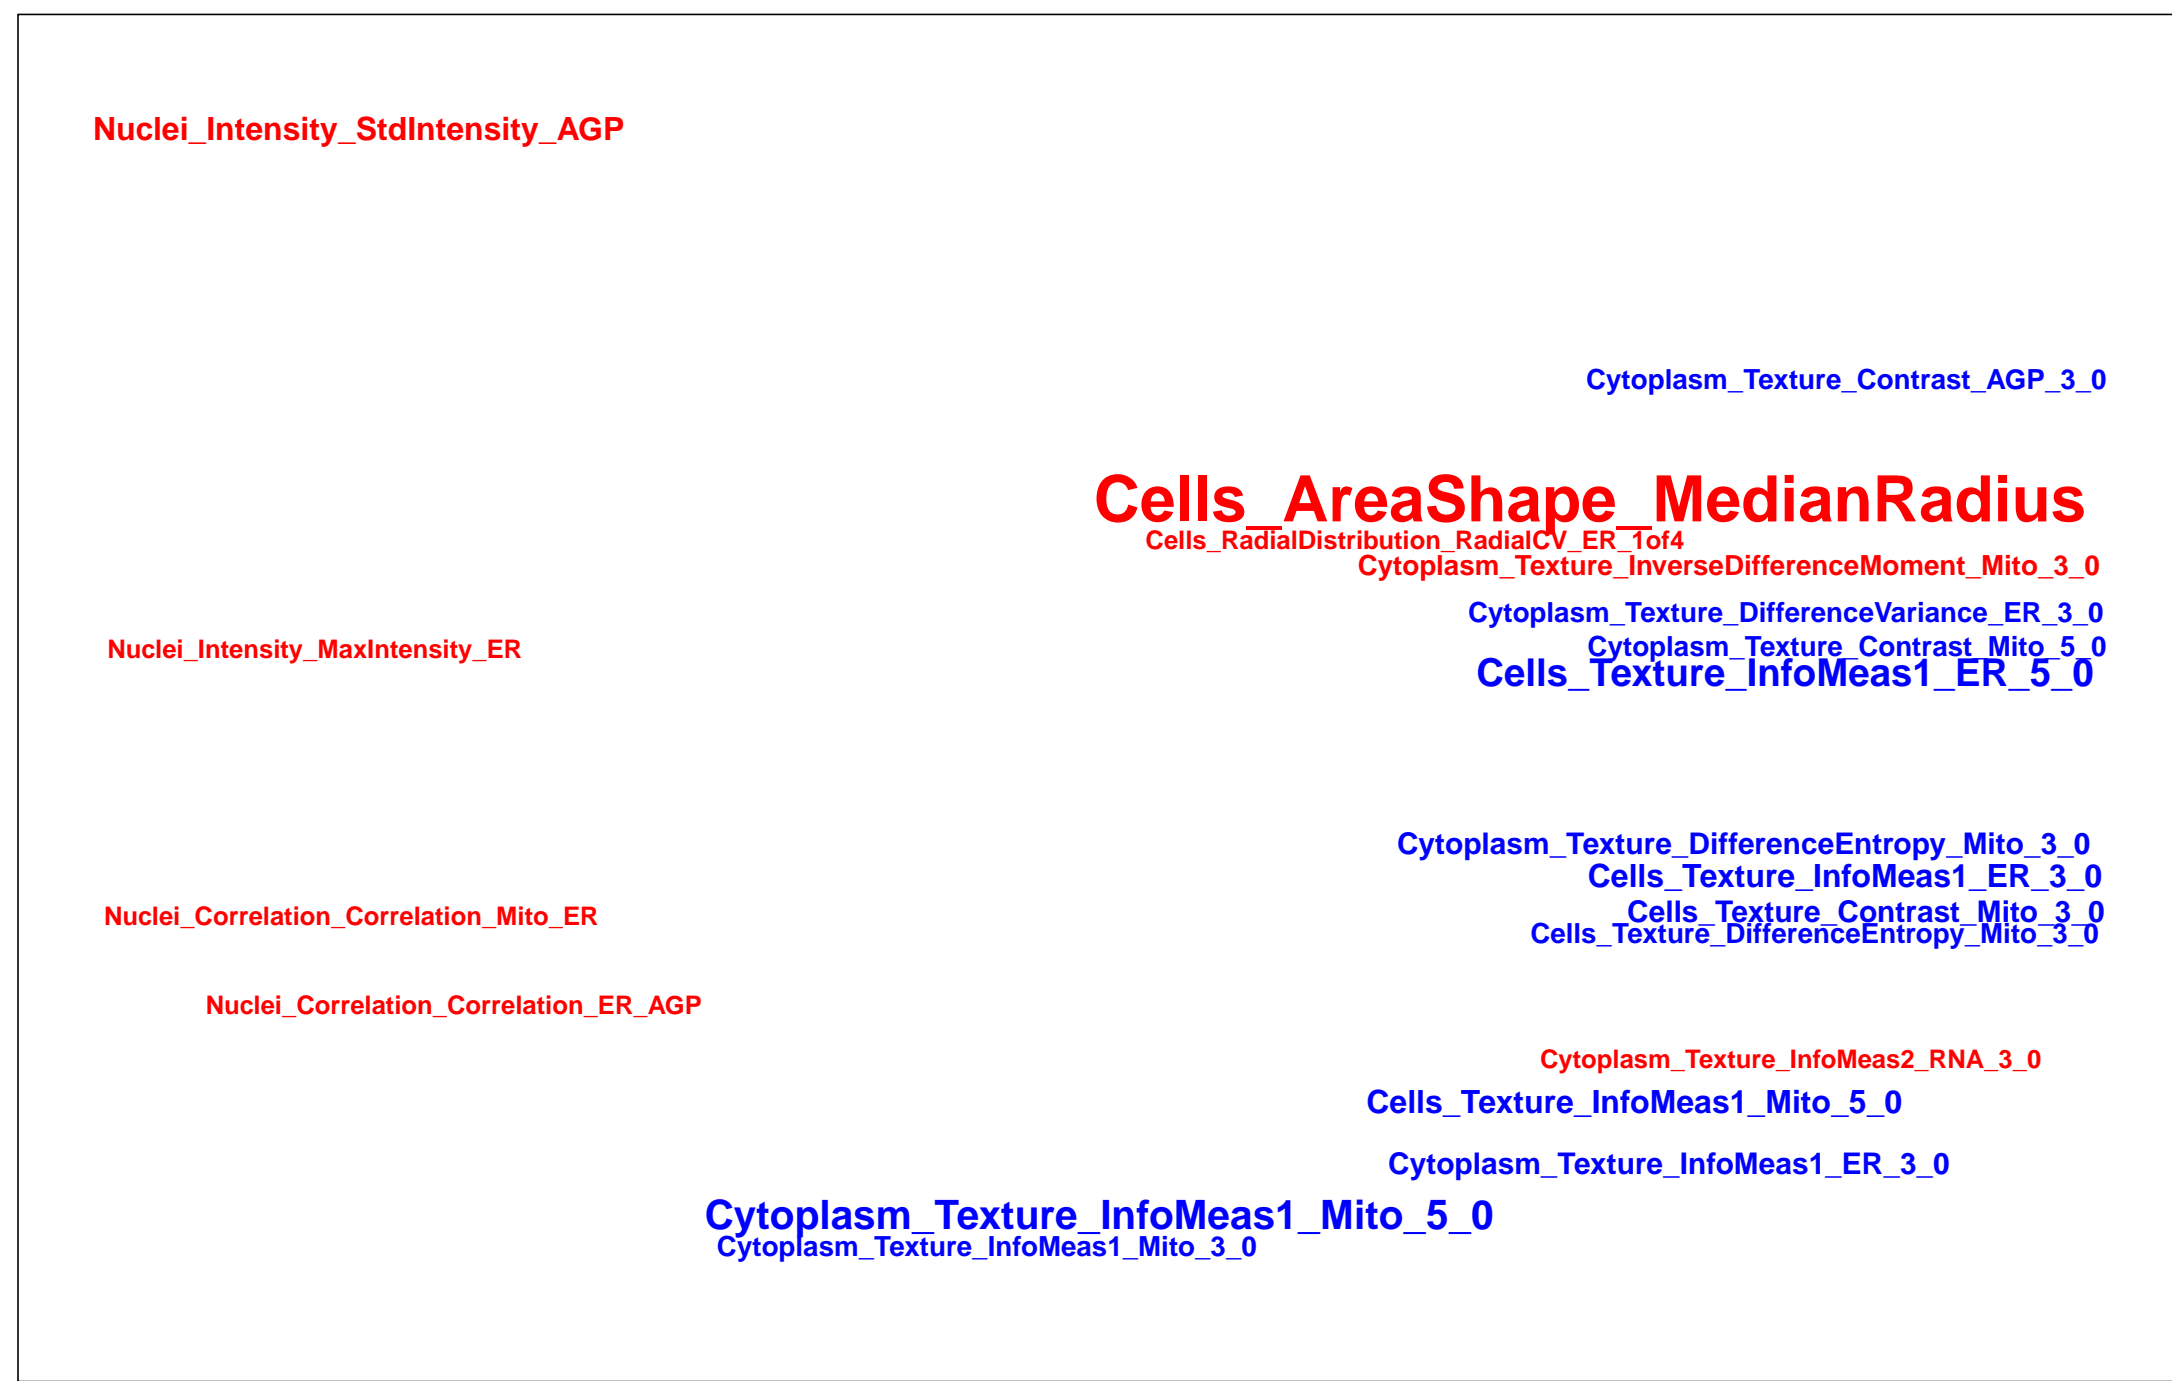 Nuclei_Intensity_StdIntensity_AGP
Cytoplasm_Texture_Contrast_AGP_3_0
Cells_AreaShape_MedianRadius
Cells_RadialDistribution_RadialCV_ER_1of4
Cytoplasm_Texture_InverseDifferenceMoment_Mito_3_0
Cytoplasm_Texture_DifferenceVariance_ER_3_0
Cytoplasm_Texture_Contrast_Mito_5_0
Nuclei_Intensity_MaxIntensity_ER
Cells_Texture_InfoMeas1_ER_5_0
Cytoplasm_Texture_DifferenceEntropy_Mito_3_0
Cells_Texture_InfoMeas1_ER_3_0
Cells_Texture_Contrast_Mito_3_0
Nuclei_Correlation_Correlation_Mito_ER
Cells_Texture_DifferenceEntropy_Mito_3_0
Nuclei_Correlation_Correlation_ER_AGP
Cytoplasm_Texture_InfoMeas2_RNA_3_0
Cells_Texture_InfoMeas1_Mito_5_0
Cytoplasm_Texture_InfoMeas1_ER_3_0
Cytoplasm_Texture_InfoMeas1_Mito_5_0
Cytoplasm_Texture_InfoMeas1_Mito_3_0